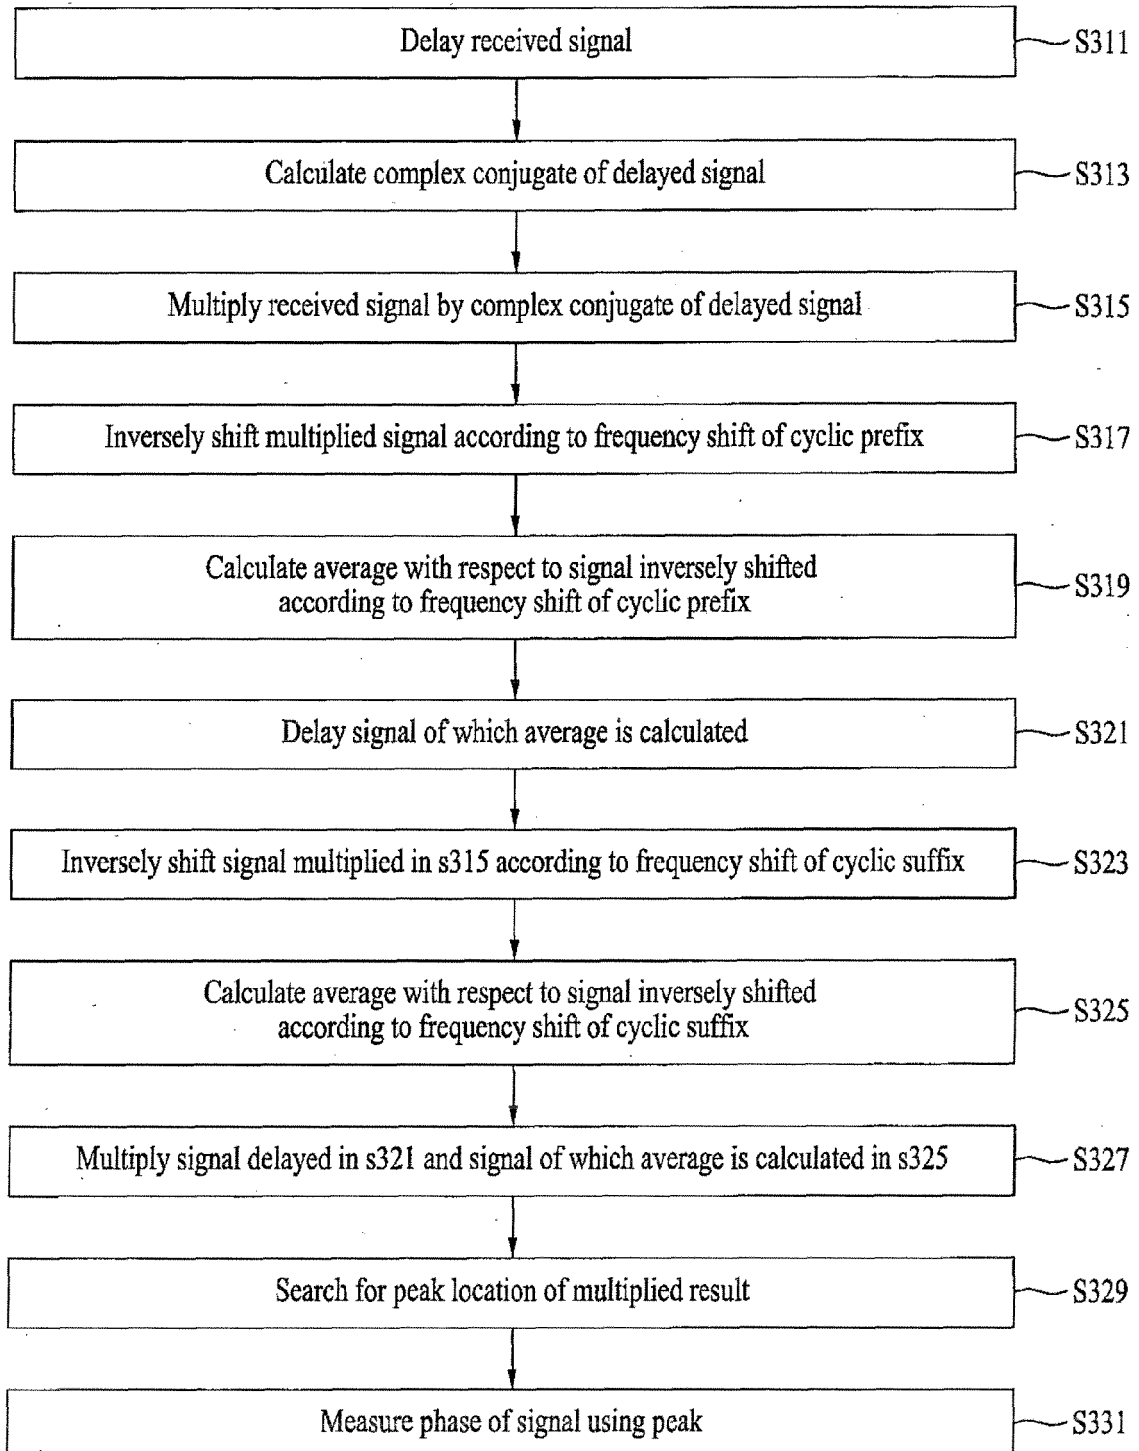 Delay received signal S311
Calculate complex conjugate of delayed signal S313
Multiply received signal by complex conjugate of delayed signal S315
Inversely shift multiplied signal according to frequency shift of cyclic prefix S317
Calculate average with respect to signal inversely shifted
according to frequency shift of cyclic prefix S319
Delay signal of which average is calculated S321
Inversely shift signal multiplied in s315 according to frequency shift of cyclic suffix S323
Calculate average with respect to signal inversely shifted
according to frequency shift of cyclic suffix S325
Multiply signal delayed in s321 and signal of which average is calculated in s325 S327
Search for peak location of multiplied result S329
Measure phase of signal using peak S331